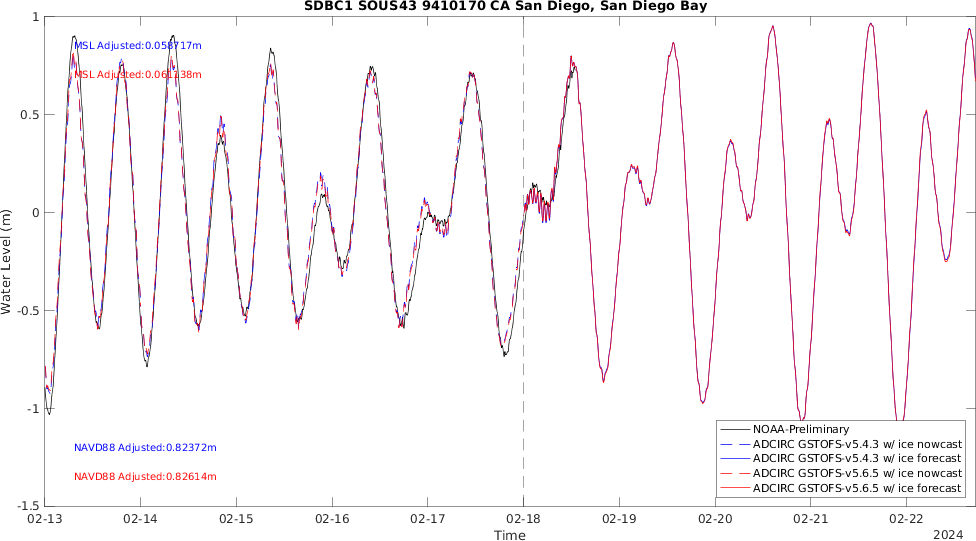 SDBC1 SOUS43 9410170 CA San Diego, San Diego Bay
MSL Adjusted:0.058717m
MSL Adjusted:0.061138m
NAVD88 Adjusted:0.82372m
NAVD88 Adjusted:0.82614m
Water Level (m)
1
0.5
0
-0.5
-1
-1.5
NOAA-Preliminary
ADCIRC GSTOFS-v5.4.3 w/ ice nowcast
ADCIRC GSTOFS-v5.4.3 w/ ice forecast
ADCIRC GSTOFS-v5.6.5 w/ ice nowcast
ADCIRC GSTOFS-v5.6.5 w/ ice forecast
02-13 02-14 02-15 02-16 02-17 02-18 02-19 02-20 02-21 02-22
Time
2024